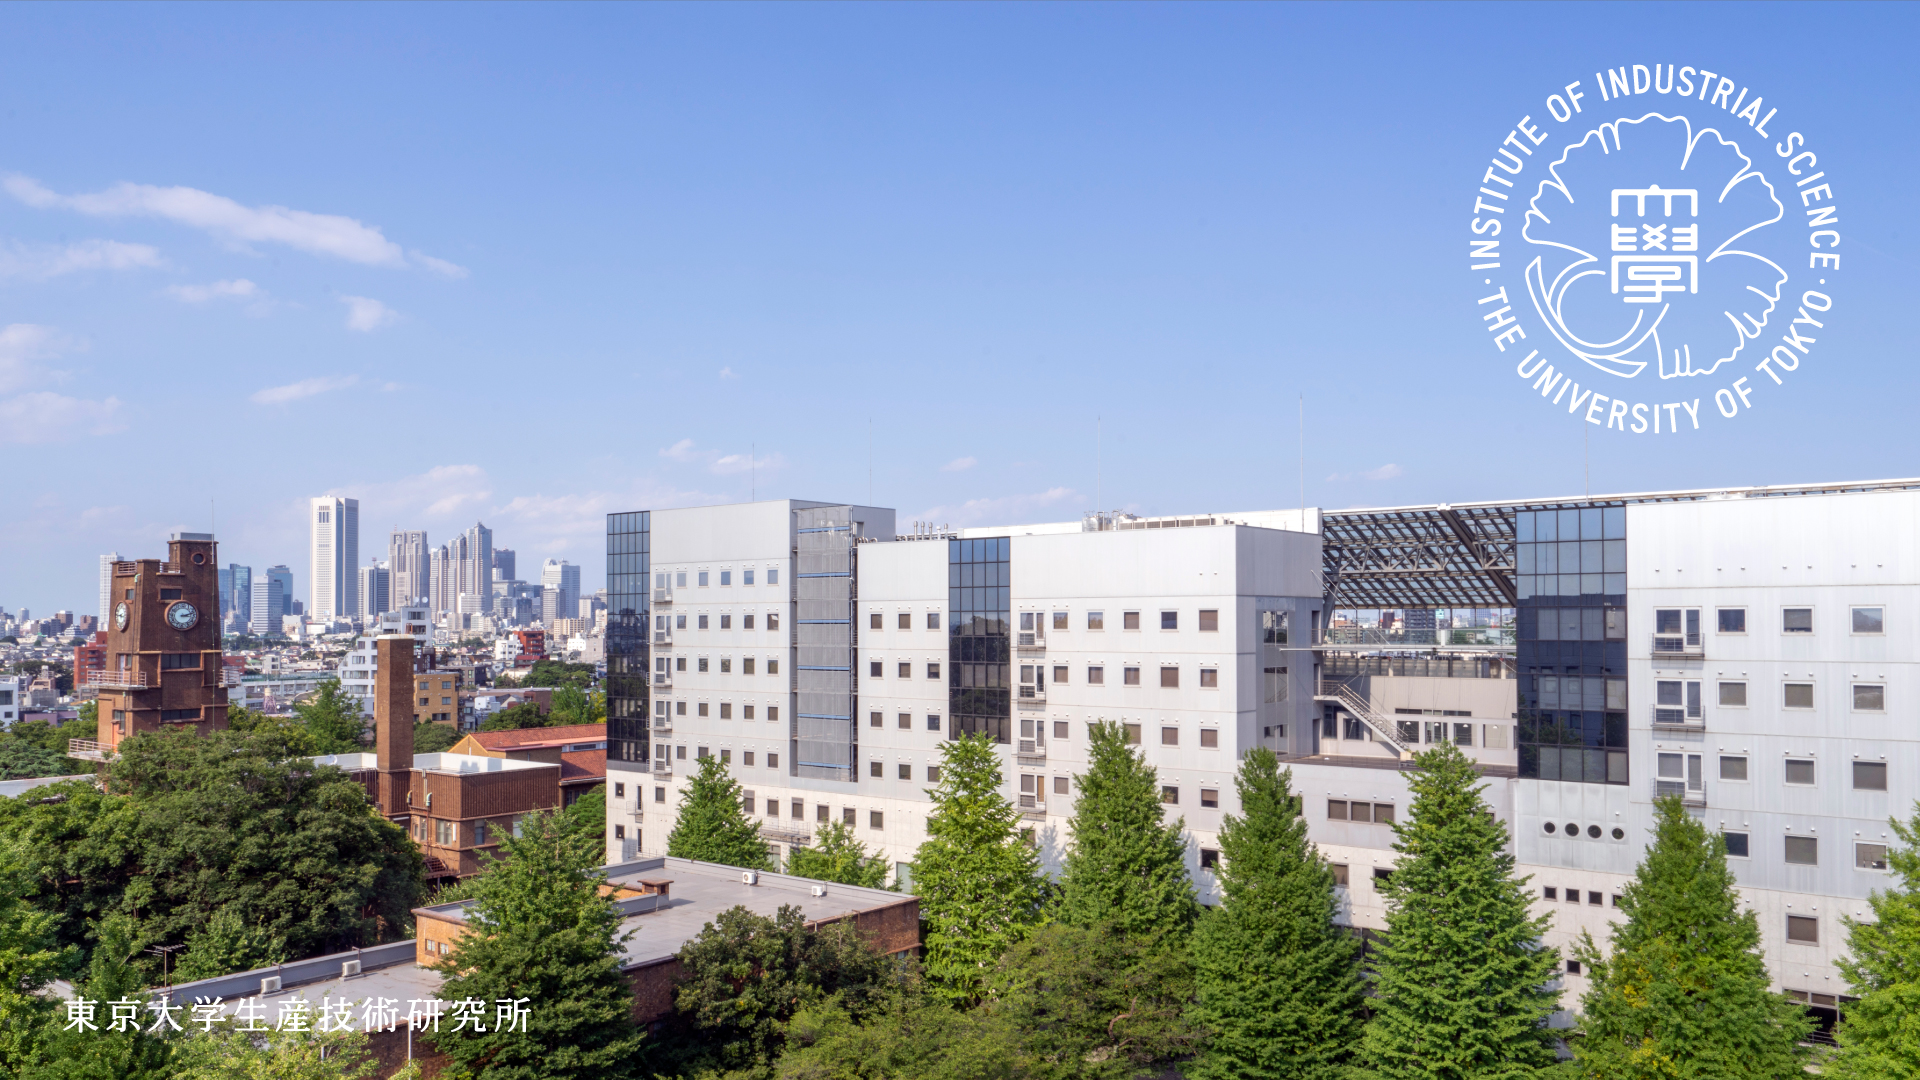 · INSTITUTE OF INDUSTRIAL SCIENCE ·
THE UNIVERSITY OF TOKYO
學
東京大学生産技術研究所